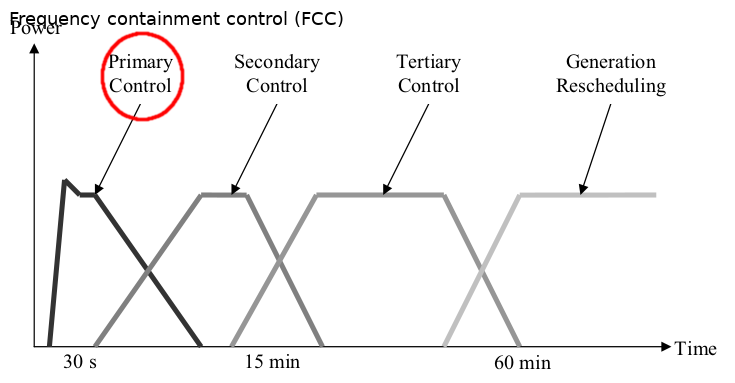 Frequency containment control (FCC)
Power
Primary
Control
Secondary
Control
Tertiary
Control
Generation
Rescheduling
Time
30 s
15 min
60 min